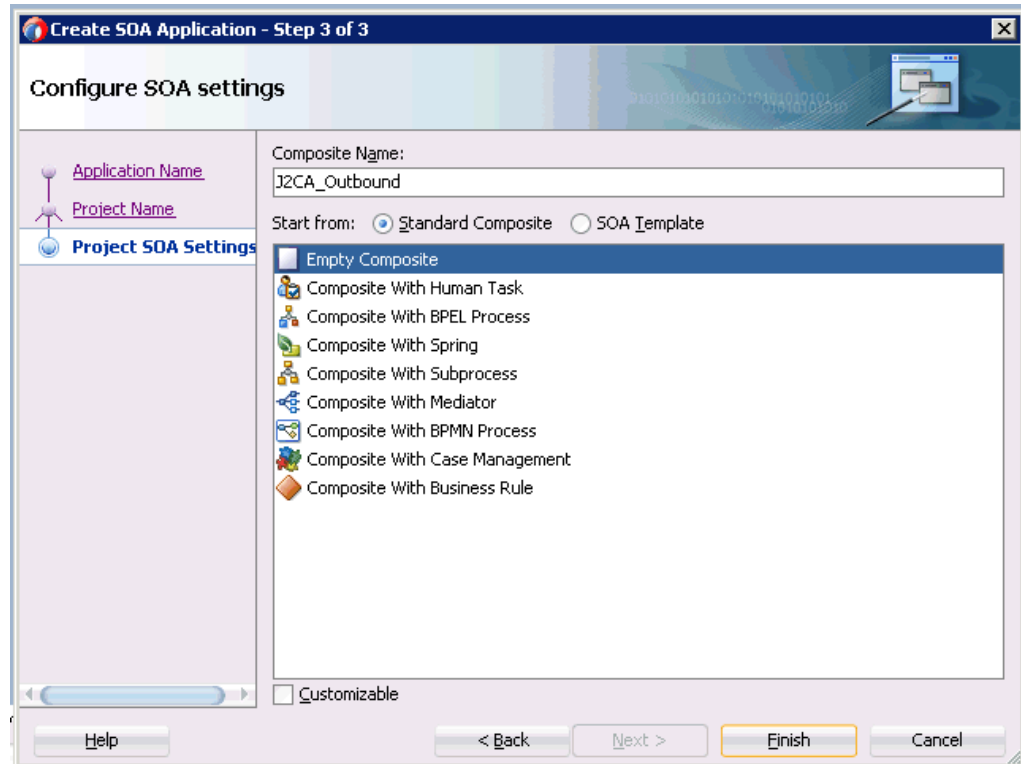 Create SOA Application - Step 3 of 3
Configure SOA settings
Application Name
Project Name
Project SOA Settings
Composite Name:
J2CA_Outbound
Start from: Standard Composite SOA Template
Empty Composite
Composite With Human Task
Composite With BPEL Process
Composite With Spring
Composite With Subprocess
Composite With Mediator
Composite With BPMN Process
Composite With Case Management
Composite With Business Rule
Customizable
Help < Back Next > Finish Cancel